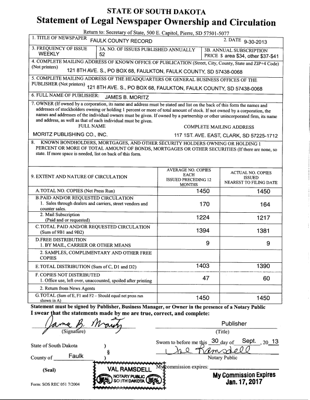 STATE OF SOUTH DAKOTA
Statement of Legal Newspaper Ownership and Circulation
Return to: Secretary of State, 500 E. Capitol, Pierre, SD 57501-5077
1. TITLE OF NEWSPAPER FAULK COUNTY RECORD 2. DATE 9-30-2013
3. FREQUENCY OF ISSUE WEEKLY
3A. NO. OF ISSUES PUBLISHED ANNUALLY 52
3B. ANNUAL SUBSCRIPTION PRICE $ area $34, other $37-$41
4. COMPLETE MAILING ADDRESS OF KNOWN OFFICE OF PUBLICATION (Street, City, County, State and ZIP+4 Code)
(Not printers) 121 8TH AVE. S., PO BOX 68, FAULKTON, FAULK COUNTY, SD 57438-0068
5. COMPLETE MAILING ADDRESS OF THE HEADQUARTERS OR GENERAL BUSINESS OFFICES OF THE
PUBLISHER (Not printers) 121 8TH AVE. S., PO BOX 68, FAULKTON, FAULK COUNTY, SD 57438-0068
6. FULL NAME OF PUBLISHER JAMES B. MORITZ
7. OWNER (If owned by a corporation, its name and address must be stated and list on the back of this form the names and
addresses of stockholders owning or holding 1 percent or more of total amount of stock. If not owned by a corporation, the
names and addresses of the individual owners must be given. If owned by a partnership or other unincorporated firm, its name
and address, as well as that of each individual must be given.
FULL NAME COMPLETE MAILING ADDRESS
MORITZ PUBLISHING CO., INC. 117 1ST AVE. EAST, CLARK, SD 57225-1712
8. KNOWN BONDHOLDERS, MORTGAGES, AND OTHER SECURITY HOLDERS OWNING OR HOLDING 1
PERCENT OR MORE OF TOTAL AMOUNT OF BONDS, MORTGAGES OR OTHER SECURITIES (If there are none, so
state. If more space is needed, list on back of this form.
9. EXTENT AND NATURE OF CIRCULATION
AVERAGE NO. COPIES ISSUED PRECEDING 12 MONTHS
ACTUAL NO. COPIES ISSUED NEAREST TO FILING DATE
A. TOTAL NO. COPIES (Net Press Run) 1450 1450
B. PAID AND/OR REQUESTED CIRCULATION
1. Sales through dealers and carriers, street vendors and
counter sales. 170 164
2. Mail Subscription
(Paid and/or requested) 1224 1217
C. TOTAL PAID AND/OR REQUESTED CIRCULATION
(Sum of 9B1 and 9B2) 1394 1381
D. FREE DISTRIBUTION
1. BY MAIL, CARRIER OR OTHER MEANS 9 9
2. SAMPLES, COMPLIMENTARY AND OTHER FREE
COPIES
E. TOTAL DISTRIBUTION (Sum of C, D1 and D2) 1403 1390
F. COPIES NOT DISTRIBUTED
1. Office use, left over, unaccounted, spoiled after printing 47 60
2. Return from News Agents
G. TOTAL (Sum of E, F1 and F2 - Should equal net press run
shown in A) 1450 1450
Statement must be signed by Publisher, Business Manager, or Owner in the presence of a Notary Public
I swear that the statements made by me are true, correct, and complete:
James B. Moritz Publisher
(Signature) (Title)
State of South Dakota ) Sworn to before me this 30 day of Sept. 20 13
) § Val Ramsdell
County of Faulk ) Notary Public
(Seal) My commission expires:
VAL RAMSDELL
NOTARY PUBLIC
SOUTH DAKOTA
My Commission Expires
Jan. 17, 2017
Form: SOS REC 051 7/2004